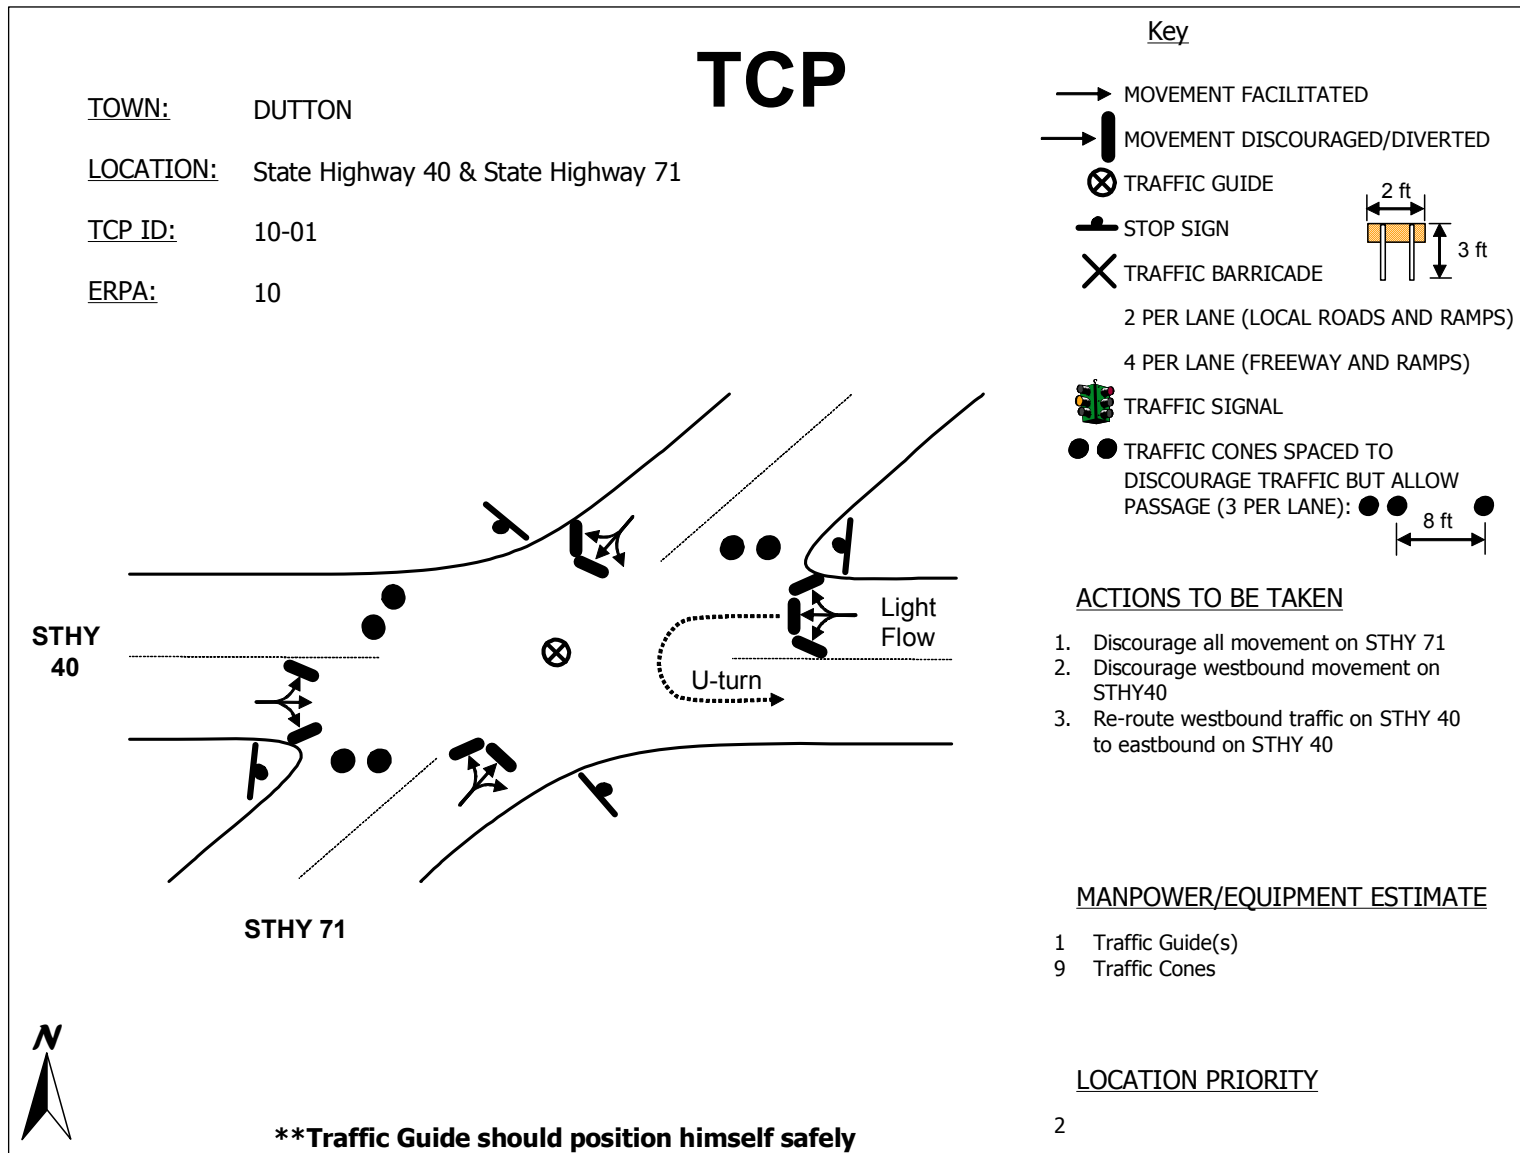 TCP
TOWN: DUTTON
LOCATION: State Highway 40 & State Highway 71
TCP ID: 10-01
ERPA: 10
Key
MOVEMENT FACILITATED
MOVEMENT DISCOURAGED/DIVERTED
TRAFFIC GUIDE
STOP SIGN
TRAFFIC BARRICADE
2 ft
3 ft
2 PER LANE (LOCAL ROADS AND RAMPS)
4 PER LANE (FREEWAY AND RAMPS)
TRAFFIC SIGNAL
TRAFFIC CONES SPACED TO
DISCOURAGE TRAFFIC BUT ALLOW
PASSAGE (3 PER LANE):
8 ft
STHY
40
Light
Flow
U-turn
STHY 71
ACTIONS TO BE TAKEN
1. Discourage all movement on STHY 71
2. Discourage westbound movement on
STHY40
3. Re-route westbound traffic on STHY 40
to eastbound on STHY 40
MANPOWER/EQUIPMENT ESTIMATE
1 Traffic Guide(s)
9 Traffic Cones
LOCATION PRIORITY
2
N
**Traffic Guide should position himself safely